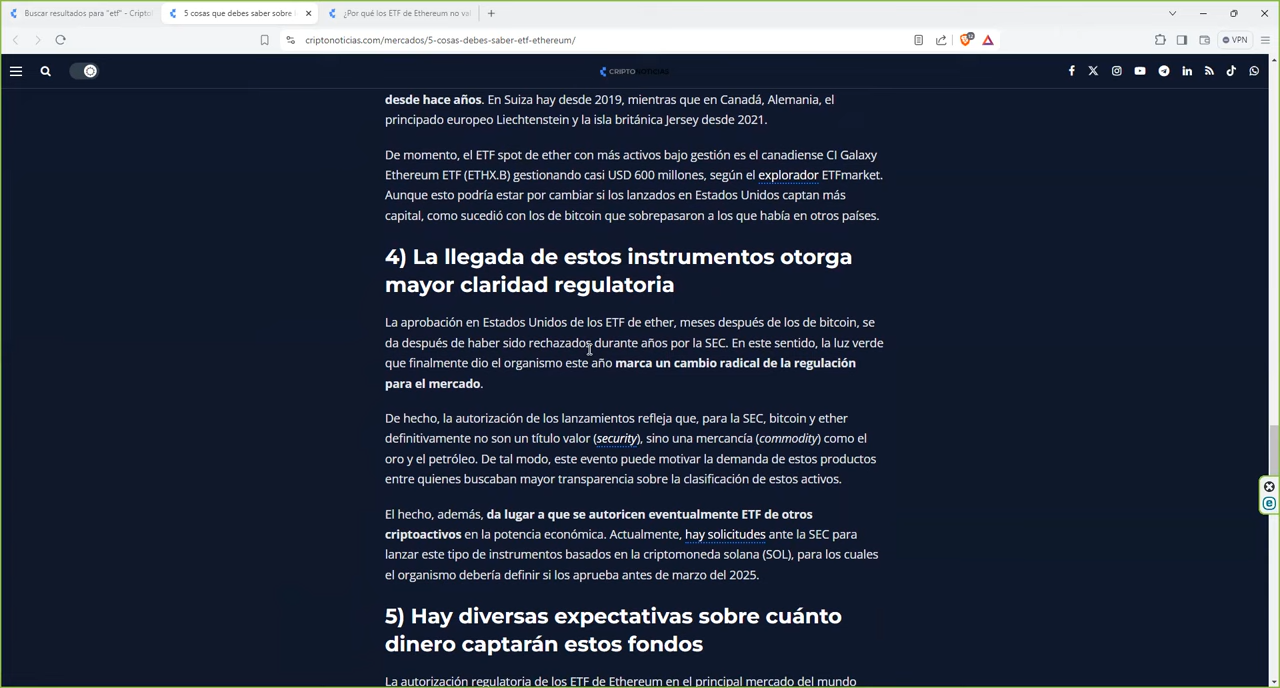 Buscar resultados para "etf" - Cripto
5 cosas que debes saber sobre
¿Por qué los ETF de Ethereum no va
criptonoticias.com/mercados/5-cosas-debes-saber-etf-ethereum/
VPN
CRIPTONOTICIAS
desde hace años. En Suiza hay desde 2019, mientras que en Canadá, Alemania, el
principado europeo Liechtenstein y la isla británica Jersey desde 2021.
De momento, el ETF spot de ether con más activos bajo gestión es el canadiense CI Galaxy
Ethereum ETF (ETHX.B) gestionando casi USD 600 millones, según el explorador ETFmarket.
Aunque esto podría estar por cambiar si los lanzados en Estados Unidos captan más
capital, como sucedió con los de bitcoin que sobrepasaron a los que había en otros países.
4) La llegada de estos instrumentos otorga
mayor claridad regulatoria
La aprobación en Estados Unidos de los ETF de ether, meses después de los de bitcoin, se
da después de haber sido rechazados durante años por la SEC. En este sentido, la luz verde
que finalmente dio el organismo este año marca un cambio radical de la regulación
para el mercado.
De hecho, la autorización de los lanzamientos refleja que, para la SEC, bitcoin y ether
definitivamente no son un título valor (security), sino una mercancía (commodity) como el
oro y el petróleo. De tal modo, este evento puede motivar la demanda de estos productos
entre quienes buscaban mayor transparencia sobre la clasificación de estos activos.
El hecho, además, da lugar a que se autoricen eventualmente ETF de otros
criptoactivos en la potencia económica. Actualmente, hay solicitudes ante la SEC para
lanzar este tipo de instrumentos basados en la criptomoneda solana (SOL), para los cuales
el organismo debería definir si los aprueba antes de marzo del 2025.
5) Hay diversas expectativas sobre cuánto
dinero captarán estos fondos
La autorización regulatoria de los ETF de Ethereum en el principal mercado del mundo